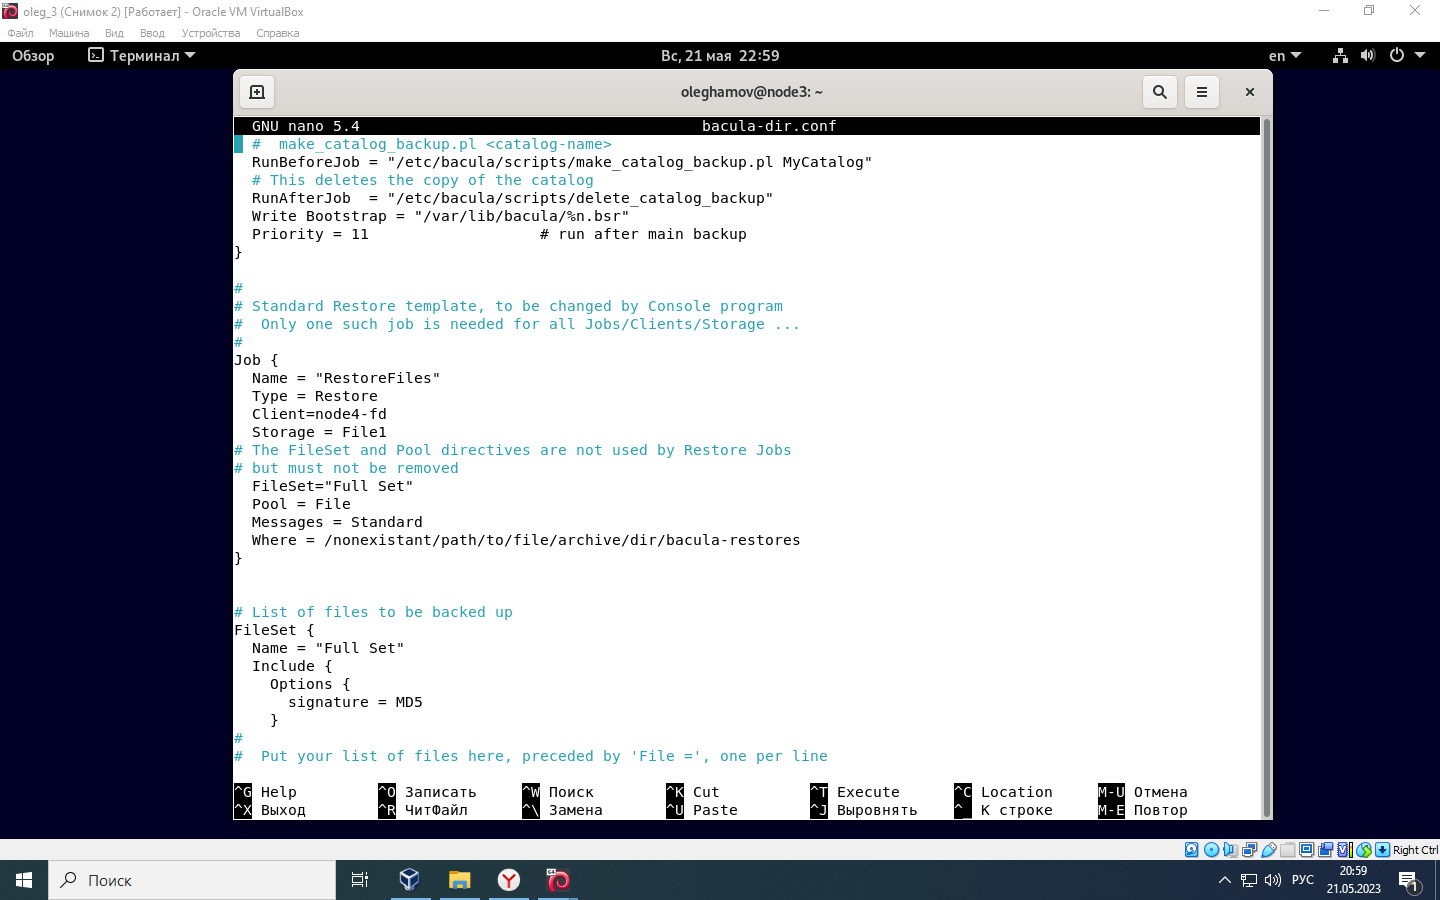 oleg_3 (Снимок 2) [Работает] - Oracle VM VirtualBox
Файл Машина Вид Ввод Устройства Справка
Обзор Терминал Вс, 21 мая 22:59 en
oleghamov@node3: ~
GNU nano 5.4 bacula-dir.conf
#  make_catalog_backup.pl <catalog-name>
RunBeforeJob = "/etc/bacula/scripts/make_catalog_backup.pl MyCatalog"
# This deletes the copy of the catalog
RunAfterJob  = "/etc/bacula/scripts/delete_catalog_backup"
Write Bootstrap = "/var/lib/bacula/%n.bsr"
Priority = 11                   # run after main backup
}
#
# Standard Restore template, to be changed by Console program
#  Only one such job is needed for all Jobs/Clients/Storage ...
#
Job {
Name = "RestoreFiles"
Type = Restore
Client=node4-fd
Storage = File1
# The FileSet and Pool directives are not used by Restore Jobs
# but must not be removed
FileSet="Full Set"
Pool = File
Messages = Standard
Where = /nonexistant/path/to/file/archive/dir/bacula-restores
}
# List of files to be backed up
FileSet {
Name = "Full Set"
Include {
Options {
signature = MD5
}
#
#  Put your list of files here, preceded by 'File =', one per line
^G Help ^O Записать ^W Поиск ^K Cut ^T Execute ^C Location M-U Отмена
^X Выход ^R ЧитФайл ^\ Замена ^U Paste ^J Выровнять ^_ К строке M-E Повтор
Right Ctrl
Поиск РУС 20:59
21.05.2023 1